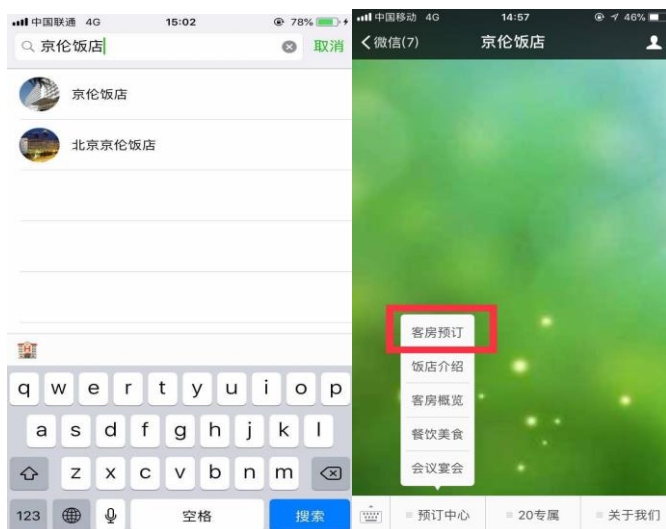 中国联通 4G 15:02 78%
京伦饭店 取消
京伦饭店
北京京伦饭店
q w e r t y u i o p
a s d f g h j k l
z x c v b n m
123 空格 搜索
中国移动 4G 14:57 46%
微信(7) 京伦饭店
客房预订
饭店介绍
客房概览
餐饮美食
会议宴会
预订中心 20专属 关于我们